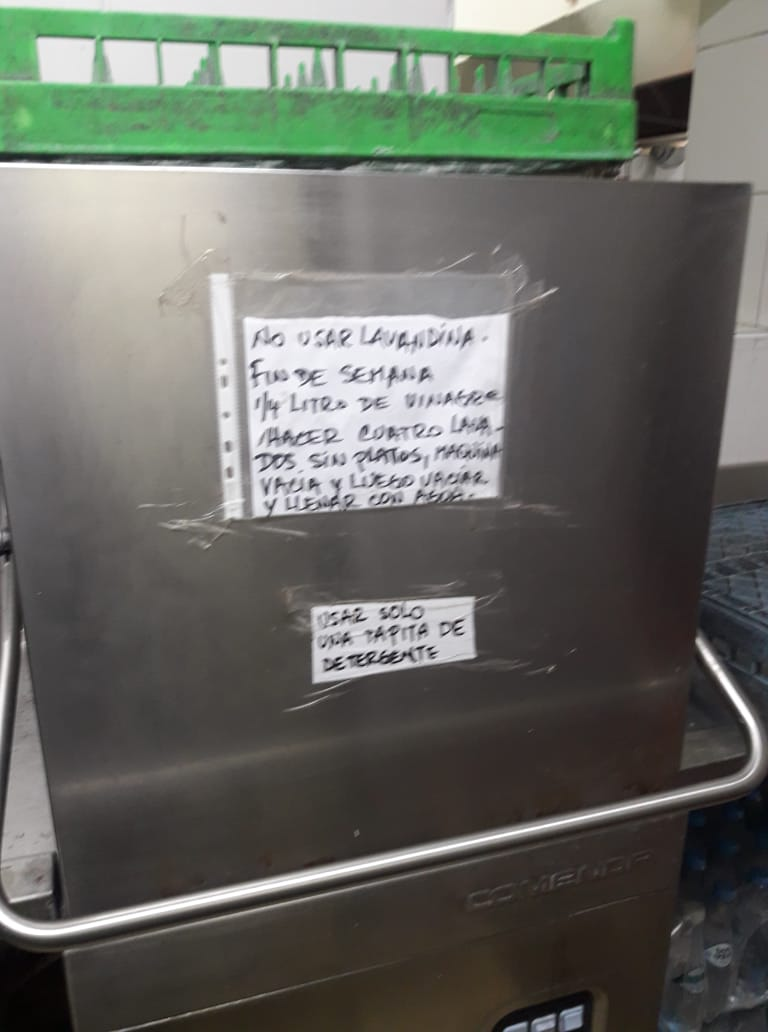 NO USAR LAVANDINA.
FIN DE SEMANA
1/4 LITRO DE VINAGRE
HACER CUATRO LAVA-
DOS, SIN PLATOS, MAQUINA
VACIA Y LUEGO VACIAR
Y LLENAR CON AGUA.
USAR SOLO
UNA TAPITA DE
DETERGENTE